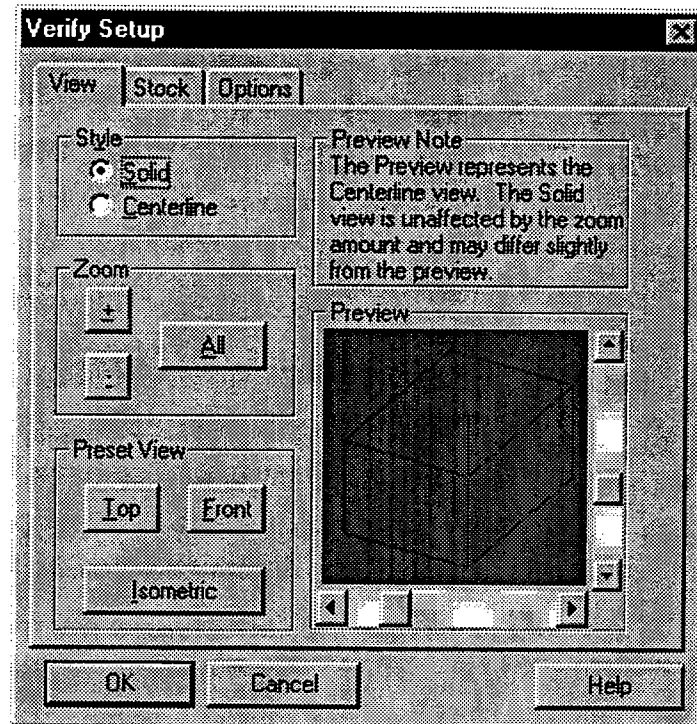 Verify Setup
View Stock Options
Style
Solid
Centerline
Preview Note
The Preview represents the
Centerline view. The Solid
view is unaffected by the zoom
amount and may differ slightly
from the preview.
Zoom
+
All
-
Preview
Preset View
Top Front
Isometric
OK Cancel Help